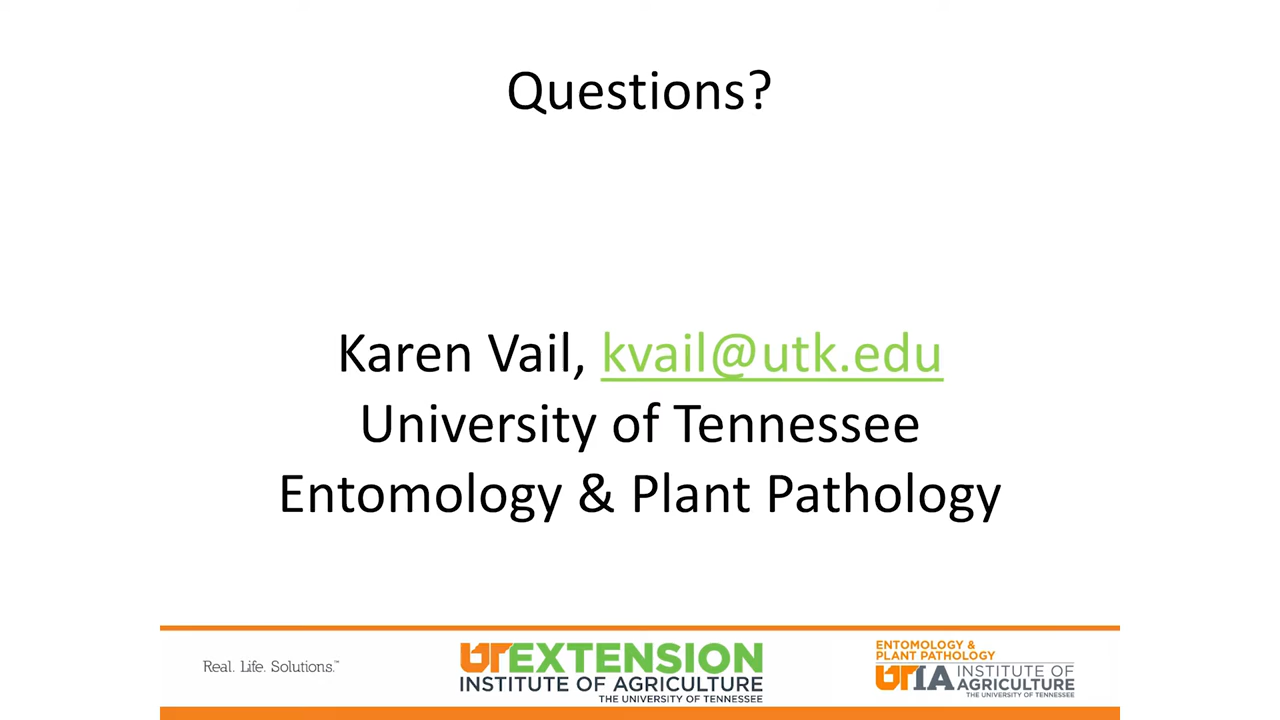 Questions?
Karen Vail, kvail@utk.edu
University of Tennessee
Entomology & Plant Pathology
Real. Life. Solutions.™
UTEXTENSION
INSTITUTE OF AGRICULTURE
THE UNIVERSITY OF TENNESSEE
ENTOMOLOGY &
PLANT PATHOLOGY
UTIA INSTITUTE OF
AGRICULTURE
THE UNIVERSITY OF TENNESSEE